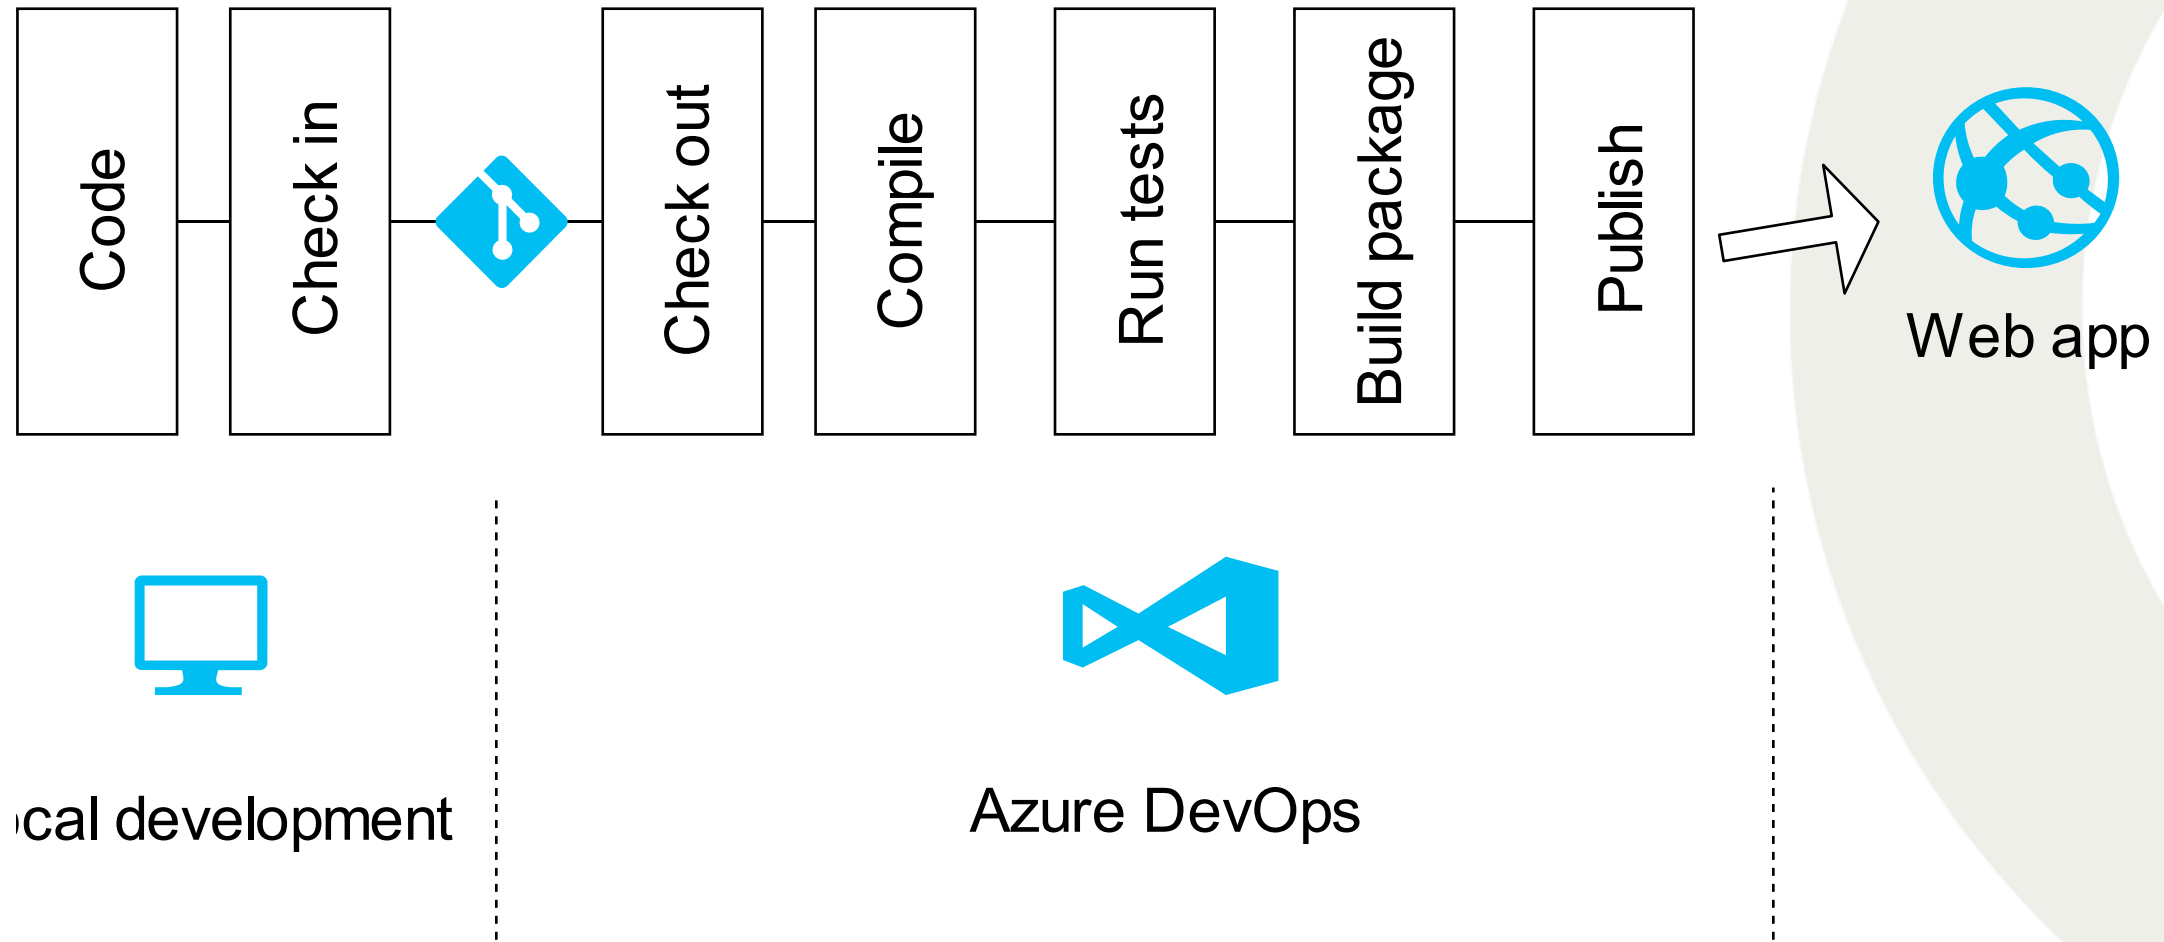 Code
Check in
Check out
Compile
Run tests
Build package
Publish
Web app
cal development
Azure DevOps